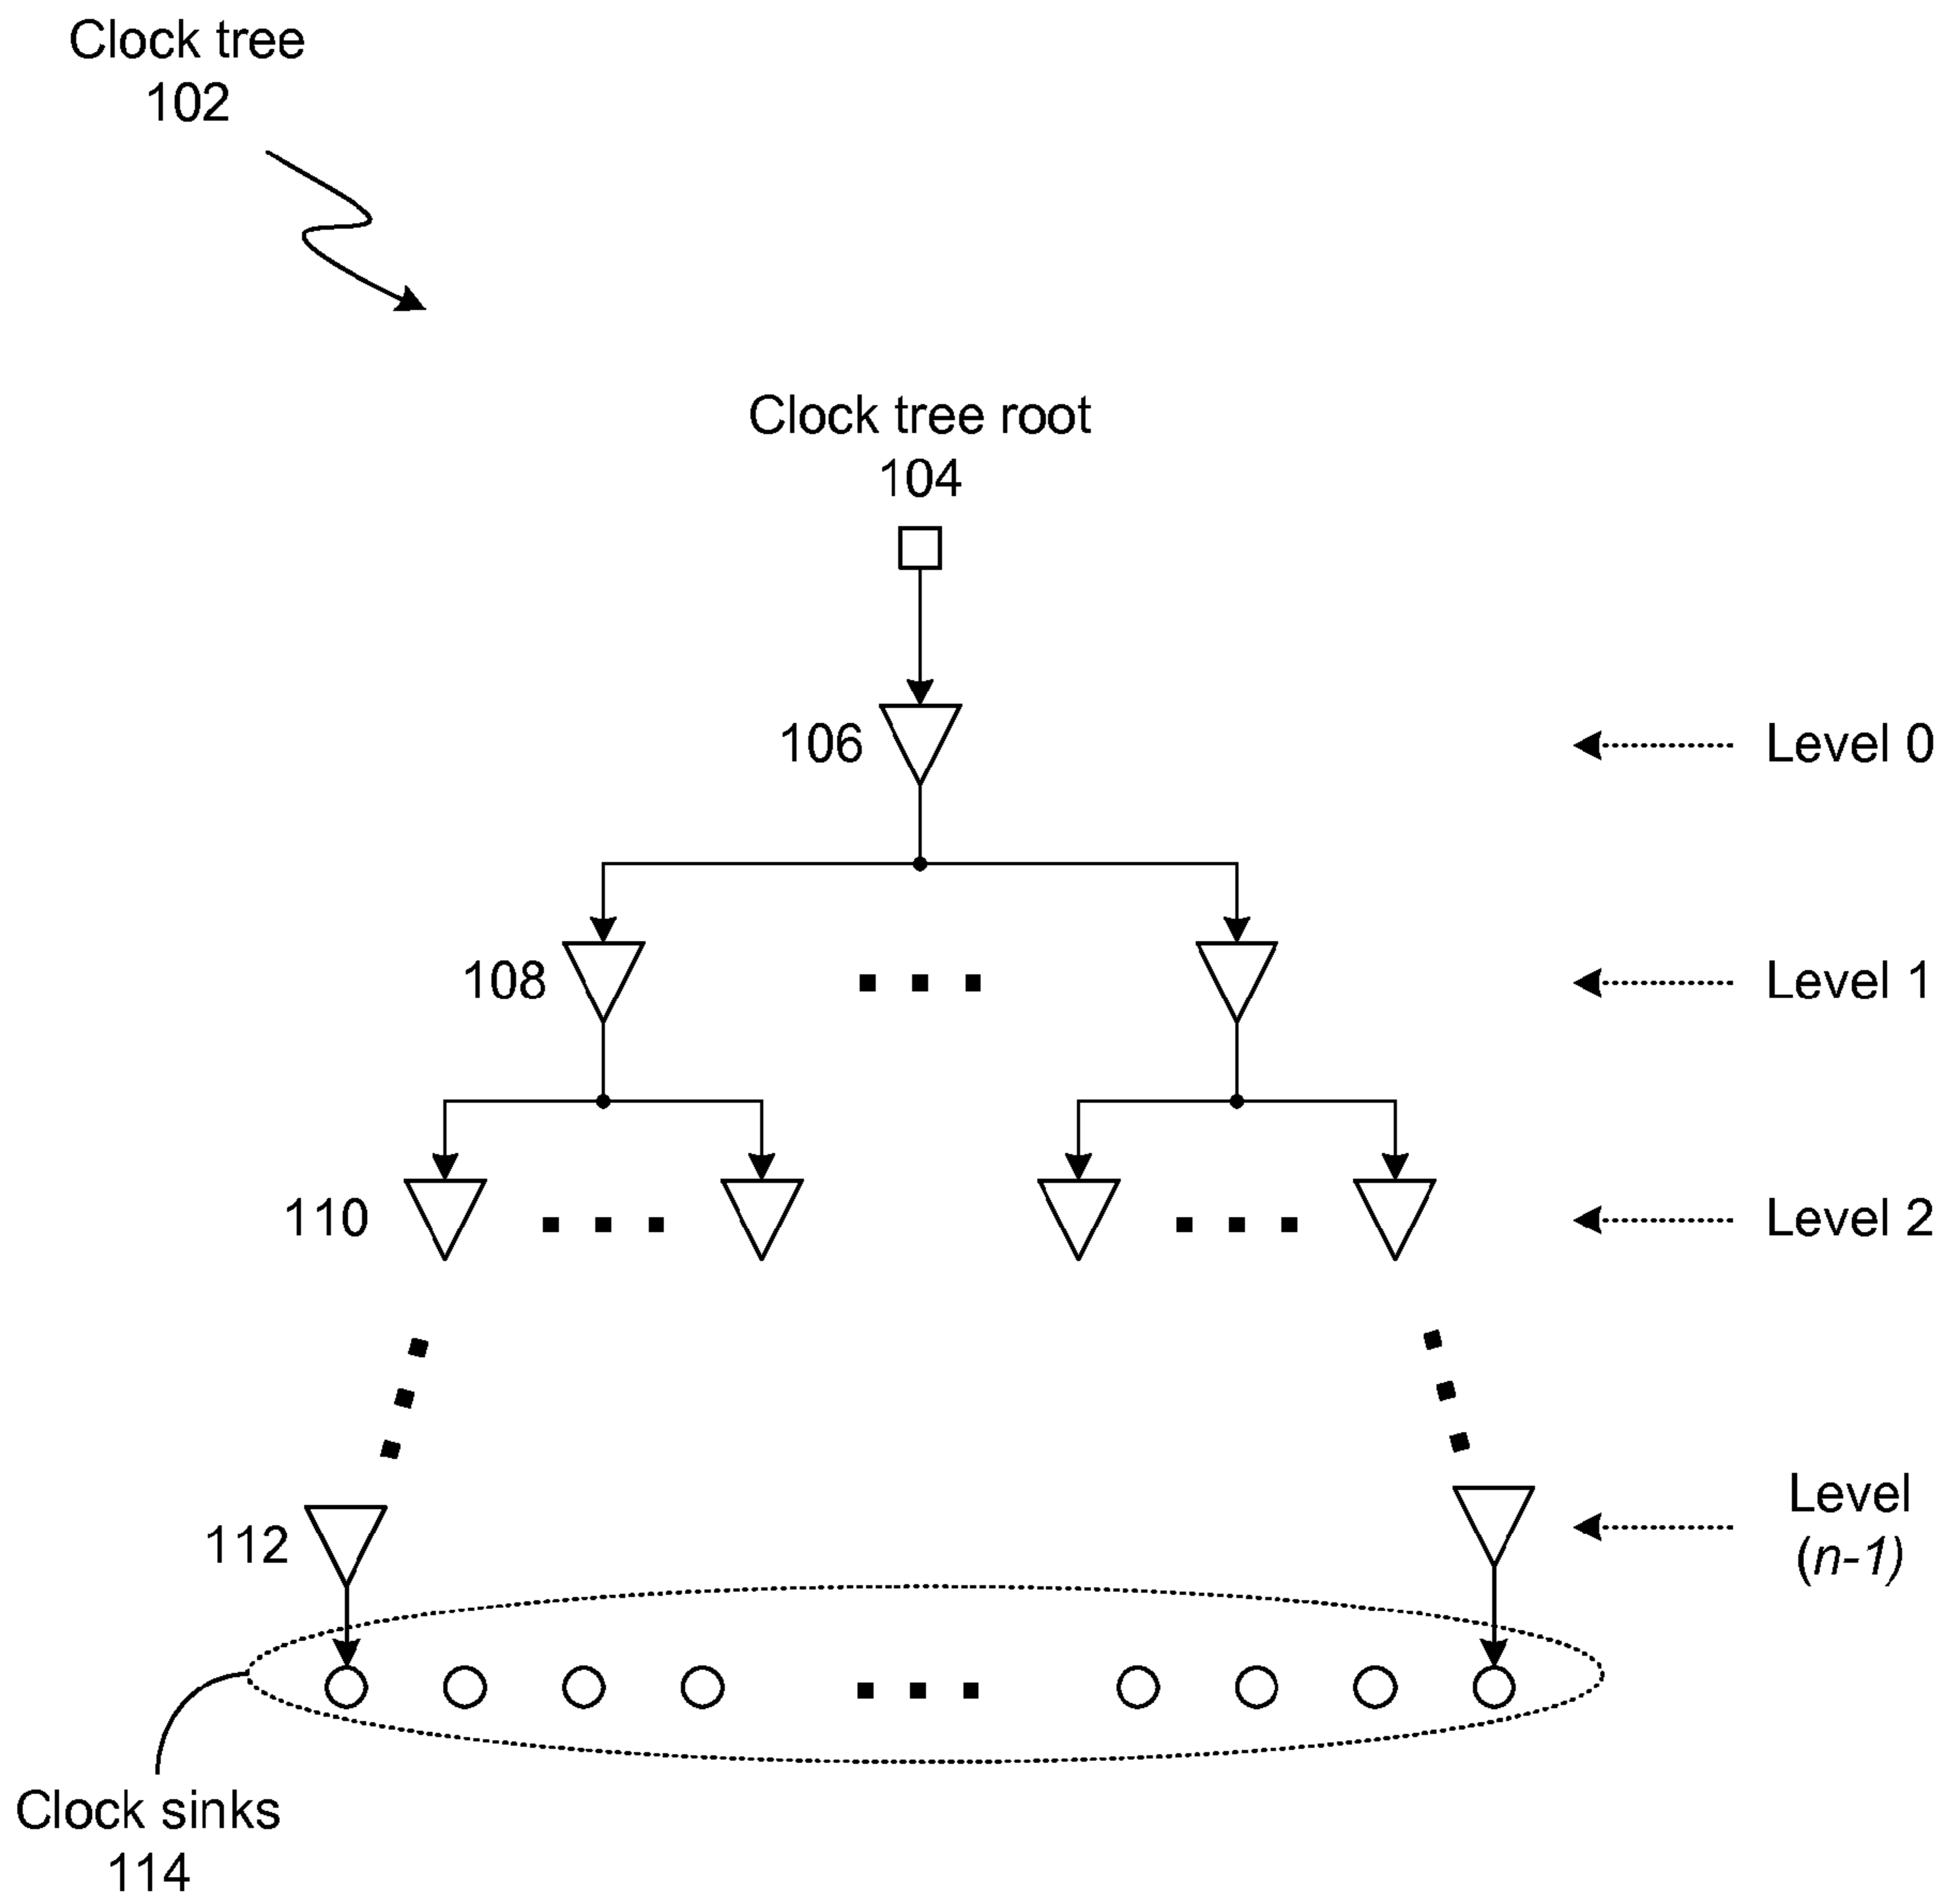 Clock tree
102
Clock tree root
104
106
Level 0
108
Level 1
110
Level 2
112
Level
(n-1)
Clock sinks
114